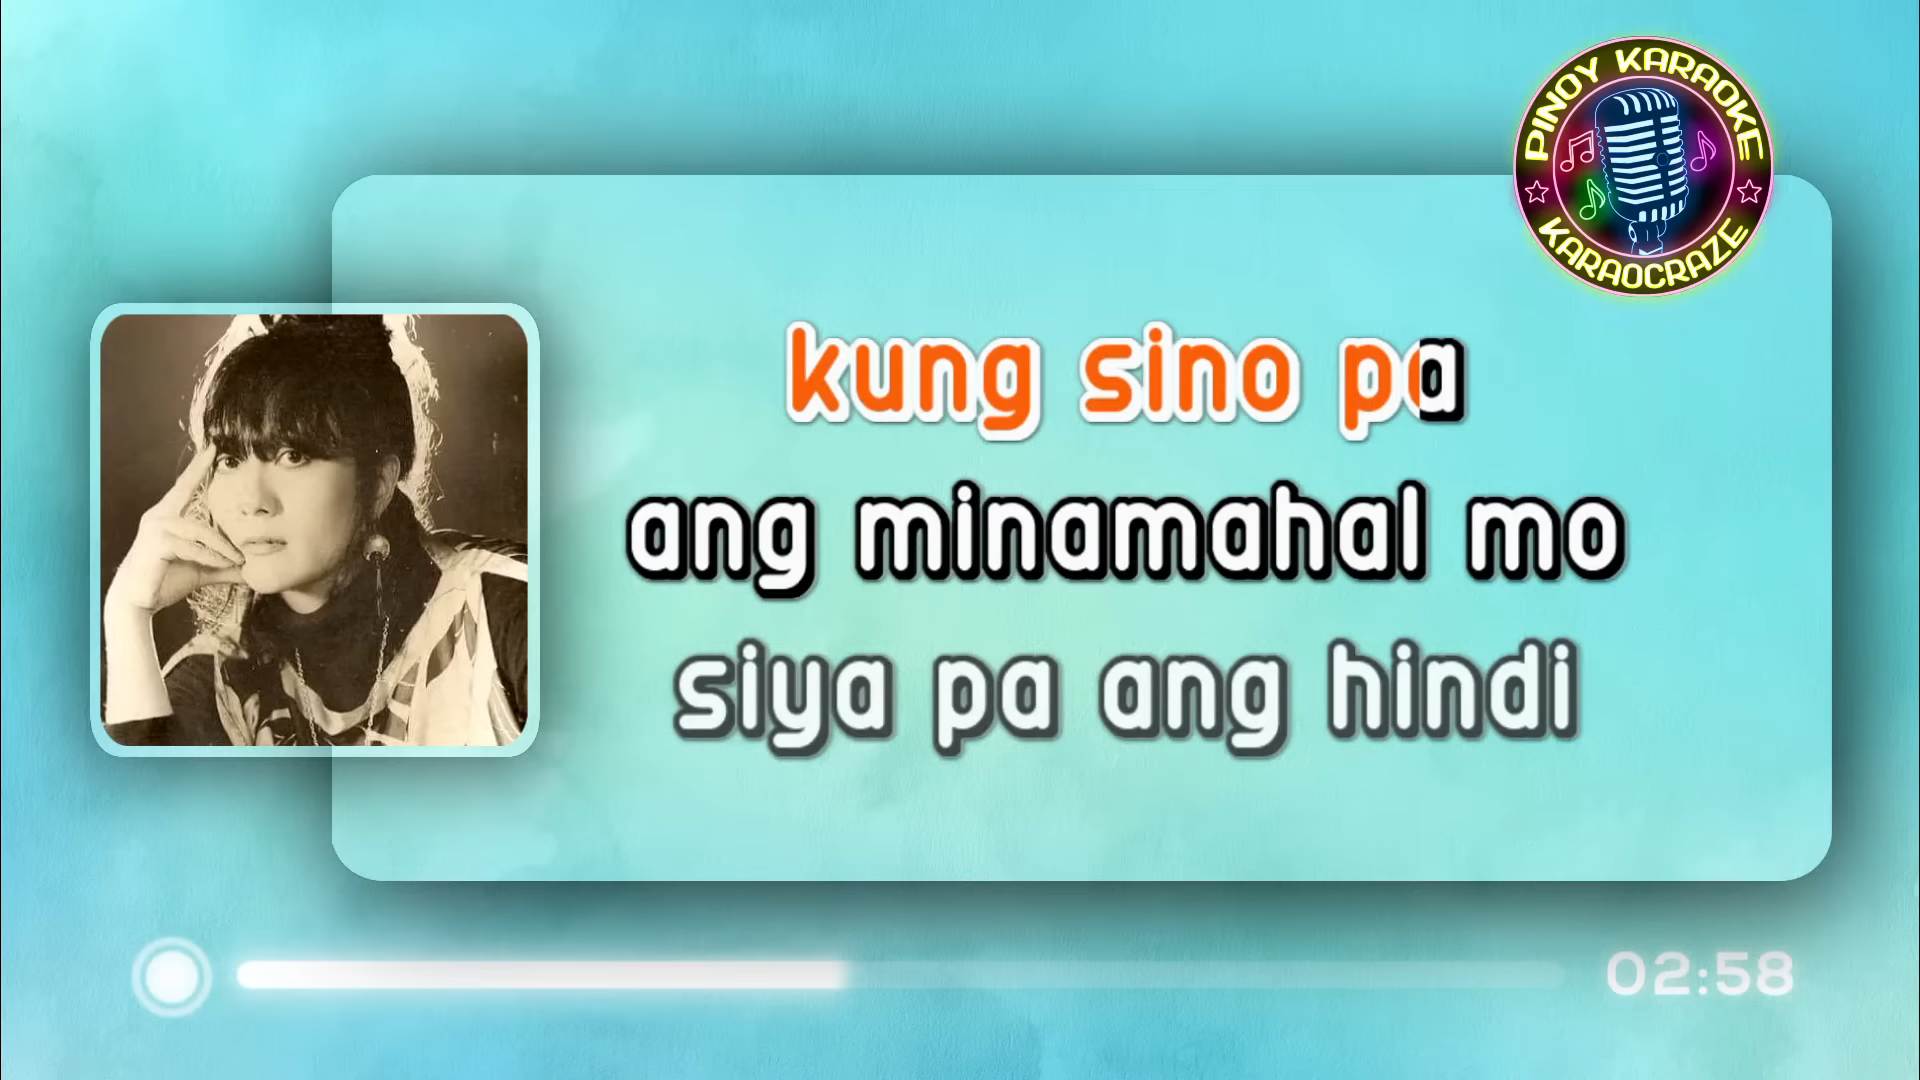 PINOY KARAOKE
KARAOCRAZE
kung sino pa
ang minamahal mo
siya pa ang hindi
02:58